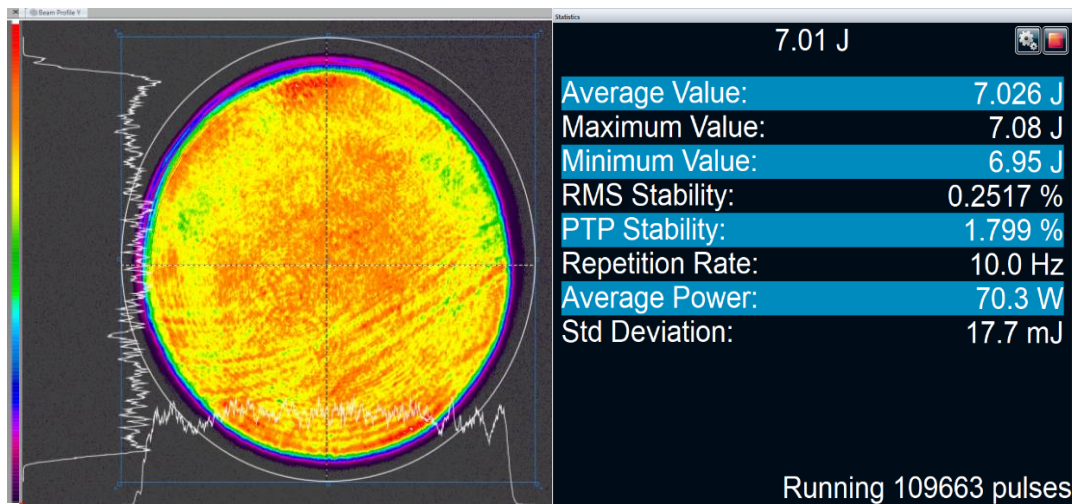 Beam Profile Y
Statistics
7.01 J
Average Value: 7.026 J
Maximum Value: 7.08 J
Minimum Value: 6.95 J
RMS Stability: 0.2517 %
PTP Stability: 1.799 %
Repetition Rate: 10.0 Hz
Average Power: 70.3 W
Std Deviation: 17.7 mJ
Running 109663 pulses